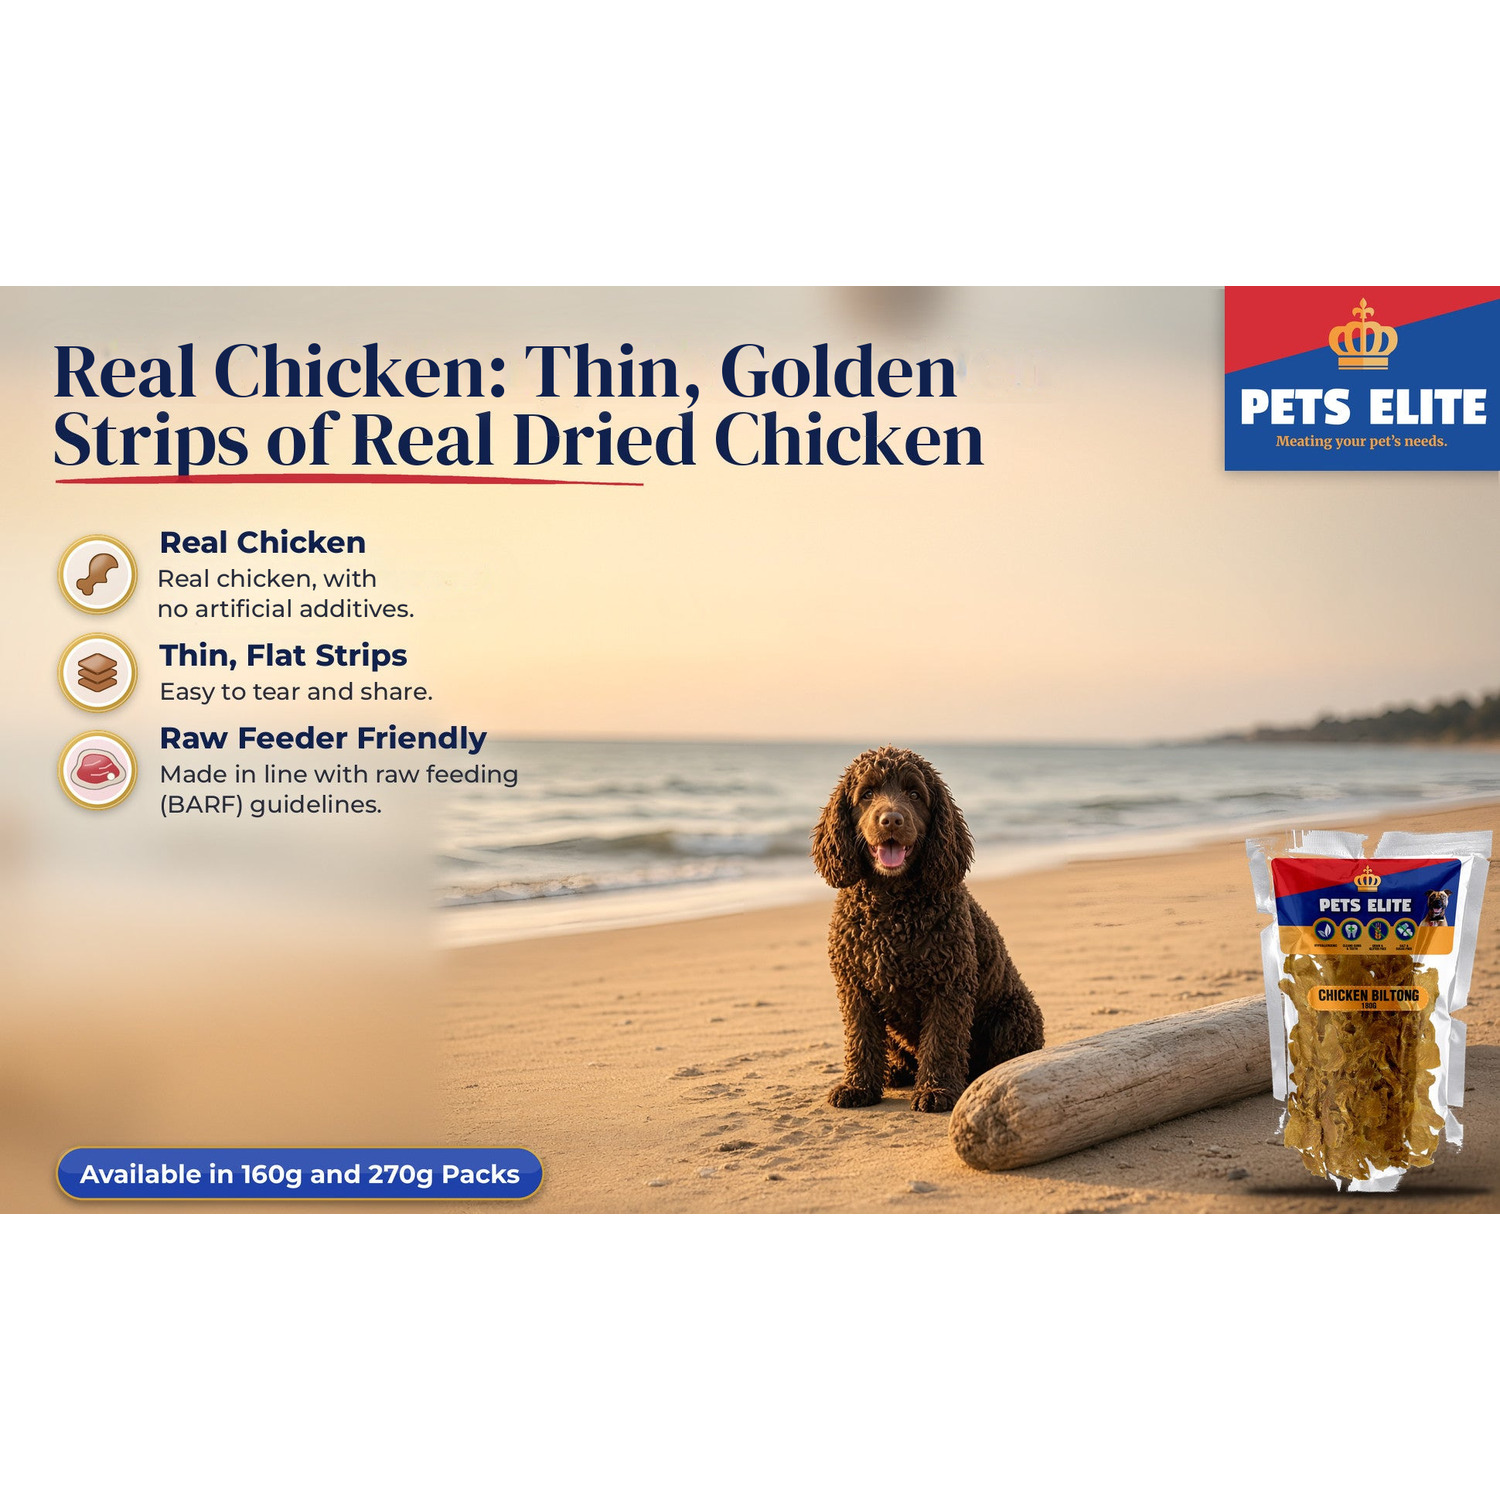 Real Chicken: Thin, Golden
Strips of Real Dried Chicken
PETS ELITE
Meating your pet's needs.
Real Chicken
Real chicken, with
no artificial additives.
Thin, Flat Strips
Easy to tear and share.
Raw Feeder Friendly
Made in line with raw feeding
(BARF) guidelines.
PETS ELITE
CHICKEN BILTONG
180G
Available in 160g and 270g Packs